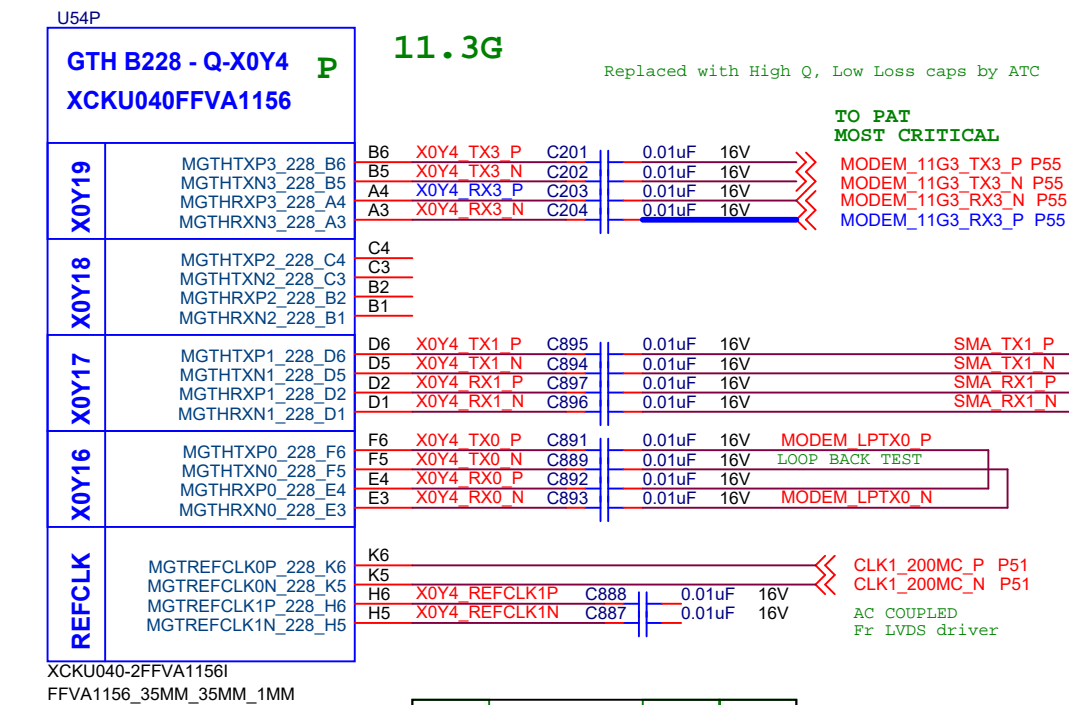 U54P
GTH B228 - Q-X0Y4 P
XCKU040FFVA1156
11.3G
Replaced with High Q, Low Loss caps by ATC
TO PAT
MOST CRITICAL
X0Y19
MGTHTXP3_228_B6 B6 X0Y4_TX3_P C201 0.01uF 16V MODEM_11G3_TX3_P P55
MGTHTXN3_228_B5 B5 X0Y4_TX3_N C202 0.01uF 16V MODEM_11G3_TX3_N P55
MGTHRXP3_228_A4 A4 X0Y4_RX3_P C203 0.01uF 16V MODEM_11G3_RX3_N P55
MGTHRXN3_228_A3 A3 X0Y4_RX3_N C204 0.01uF 16V MODEM_11G3_RX3_P P55
X0Y18
MGTHTXP2_228_C4 C4
MGTHTXN2_228_C3 C3
MGTHRXP2_228_B2 B2
MGTHRXN2_228_B1 B1
X0Y17
MGTHTXP1_228_D6 D6 X0Y4_TX1_P C895 0.01uF 16V SMA_TX1_P
MGTHTXN1_228_D5 D5 X0Y4_TX1_N C894 0.01uF 16V SMA_TX1_N
MGTHRXP1_228_D2 D2 X0Y4_RX1_P C897 0.01uF 16V SMA_RX1_P
MGTHRXN1_228_D1 D1 X0Y4_RX1_N C896 0.01uF 16V SMA_RX1_N
X0Y16
MGTHTXP0_228_F6 F6 X0Y4_TX0_P C891 0.01uF 16V MODEM_LPTX0_P
MGTHTXN0_228_F5 F5 X0Y4_TX0_N C889 0.01uF 16V LOOP BACK TEST
MGTHRXP0_228_E4 E4 X0Y4_RX0_P C892 0.01uF 16V
MGTHRXN0_228_E3 E3 X0Y4_RX0_N C893 0.01uF 16V MODEM_LPTX0_N
REFCLK
MGTREFCLK0P_228_K6 K6 CLK1_200MC_P P51
MGTREFCLK0N_228_K5 K5 CLK1_200MC_N P51
MGTREFCLK1P_228_H6 H6 X0Y4_REFCLK1P C888 0.01uF 16V
MGTREFCLK1N_228_H5 H5 X0Y4_REFCLK1N C887 0.01uF 16V
AC COUPLED
Fr LVDS driver
XCKU040-2FFVA1156I
FFVA1156_35MM_35MM_1MM